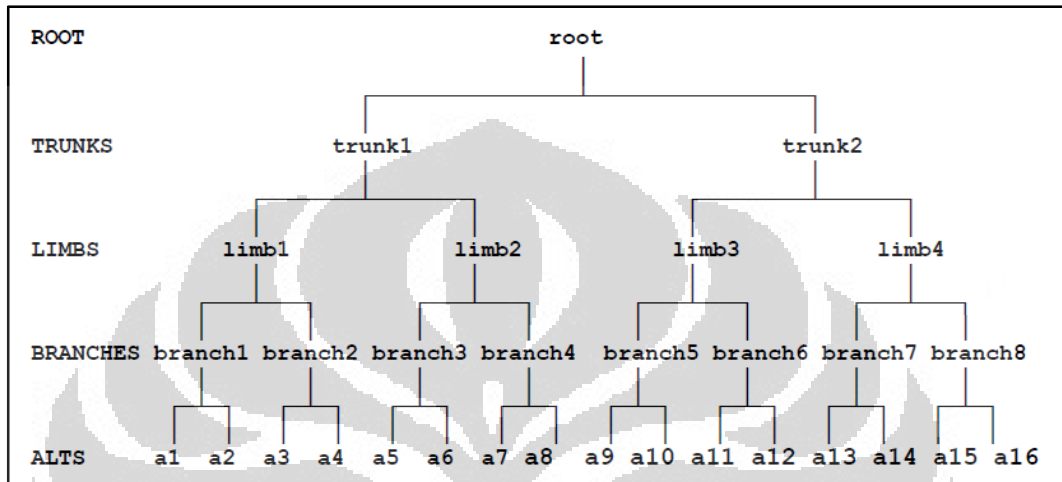 ROOT root
TRUNKS trunk1 trunk2
LIMBS limb1 limb2 limb3 limb4
BRANCHES branch1 branch2 branch3 branch4 branch5 branch6 branch7 branch8
ALTS a1 a2 a3 a4 a5 a6 a7 a8 a9 a10 a11 a12 a13 a14 a15 a16